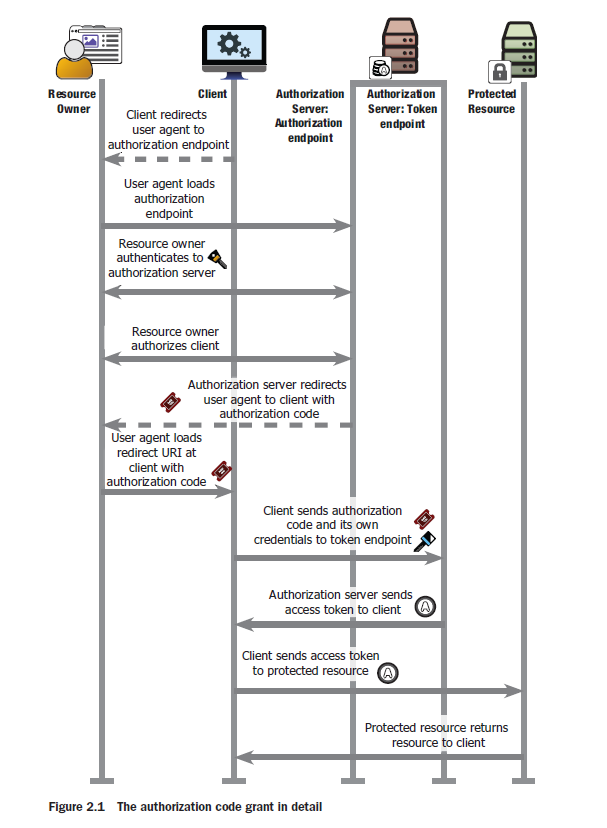 Resource
Owner
Client
Authorization
Server:
Authorization
endpoint
Authorization
Server: Token
endpoint
Protected
Resource
Client redirects
user agent to
authorization endpoint
User agent loads
authorization
endpoint
Resource owner
authenticates to
authorization server
Resource owner
authorizes client
Authorization server redirects
user agent to client with
authorization code
User agent loads
redirect URI at
client with
authorization code
Client sends authorization
code and its own
credentials to token endpoint
Authorization server sends
access token to client
Client sends access token
to protected resource
Protected resource returns
resource to client
Figure 2.1 The authorization code grant in detail